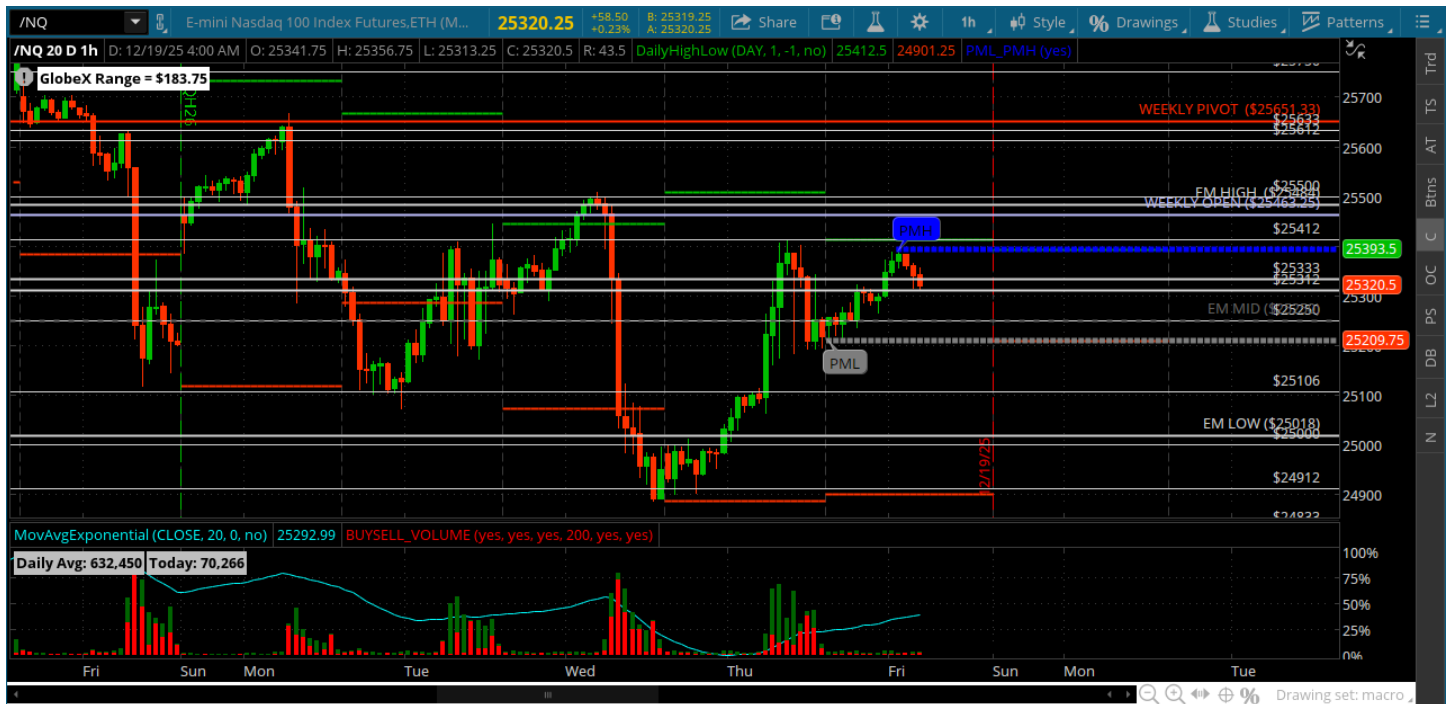 /NQ E-mini Nasdaq 100 Index Futures,ETH (M... 25320.25 +58.50 +0.23% B: 25319.25 A: 25320.25 Share 1h Style Drawings Studies Patterns
/NQ 20 D 1h D: 12/19/25 4:00 AM O: 25341.75 H: 25356.75 L: 25313.25 C: 25320.5 R: 43.5 DailyHighLow (DAY, 1, -1, no) 25412.5 24901.25 PML_PMH (yes)
GlobeX Range = $183.75
25700
WEEKLY PIVOT ($25651.33)
$25633
$25612
25600
$25500
EM HIGH ($25484)
25500
WEEKLY OPEN ($25463.25)
$25412
PMH
25393.5
$25333
$25312
25320.5
25300
EM MID ($25250)
$25250
25209.75
25200
PML
$25106
25100
EM LOW ($25018)
$25000
25000
12/19/25
$24912
24900
$24833
MovAvgExponential (CLOSE, 20, 0, no) 25292.99 BUYSELL_VOLUME (yes, yes, yes, 200, yes, yes)
Daily Avg: 632,450 Today: 70,266
100%
75%
50%
25%
0%
Fri Sun Mon Tue Wed Thu Fri Sun Mon Tue
Drawing set: macro
Trd
TS
AT
Btns
C
OC
PS
DB
L2
N